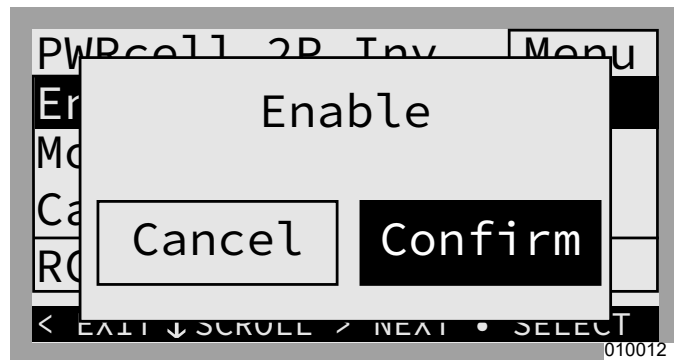 PWRcell 2P Inv Menu
Enable
Cancel Confirm
< EXIT ↓ SCROLL > NEXT • SELECT
010012